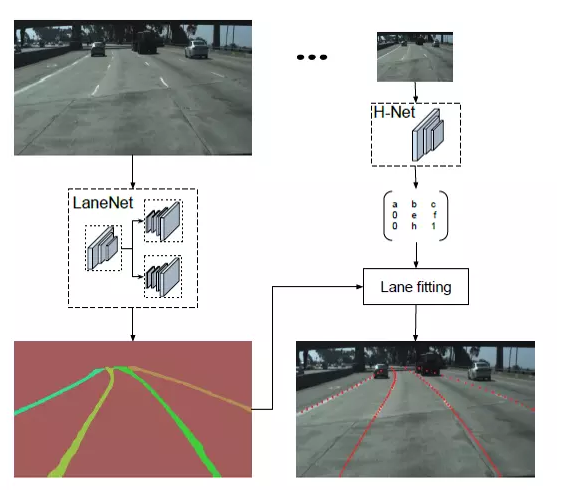 H-Net
LaneNet
a b c
0 e f
0 h 1
Lane fitting